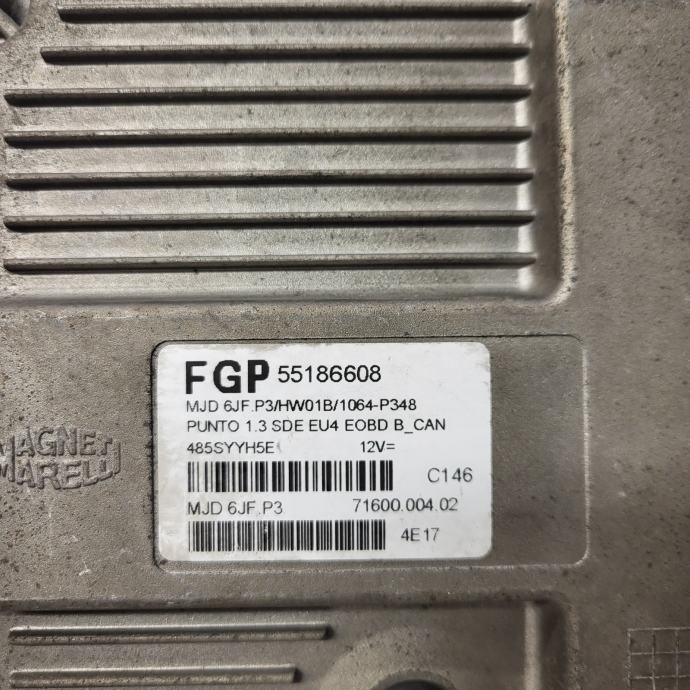 MAGNETI
MARELLI
FGP 55186608
MJD 6JF.P3/HW01B/1064-P348
PUNTO 1.3 SDE EU4 EOBD B_CAN
485SYYH5E 12V=
C146
MJD 6JF.P3 71600.004.02
4E17